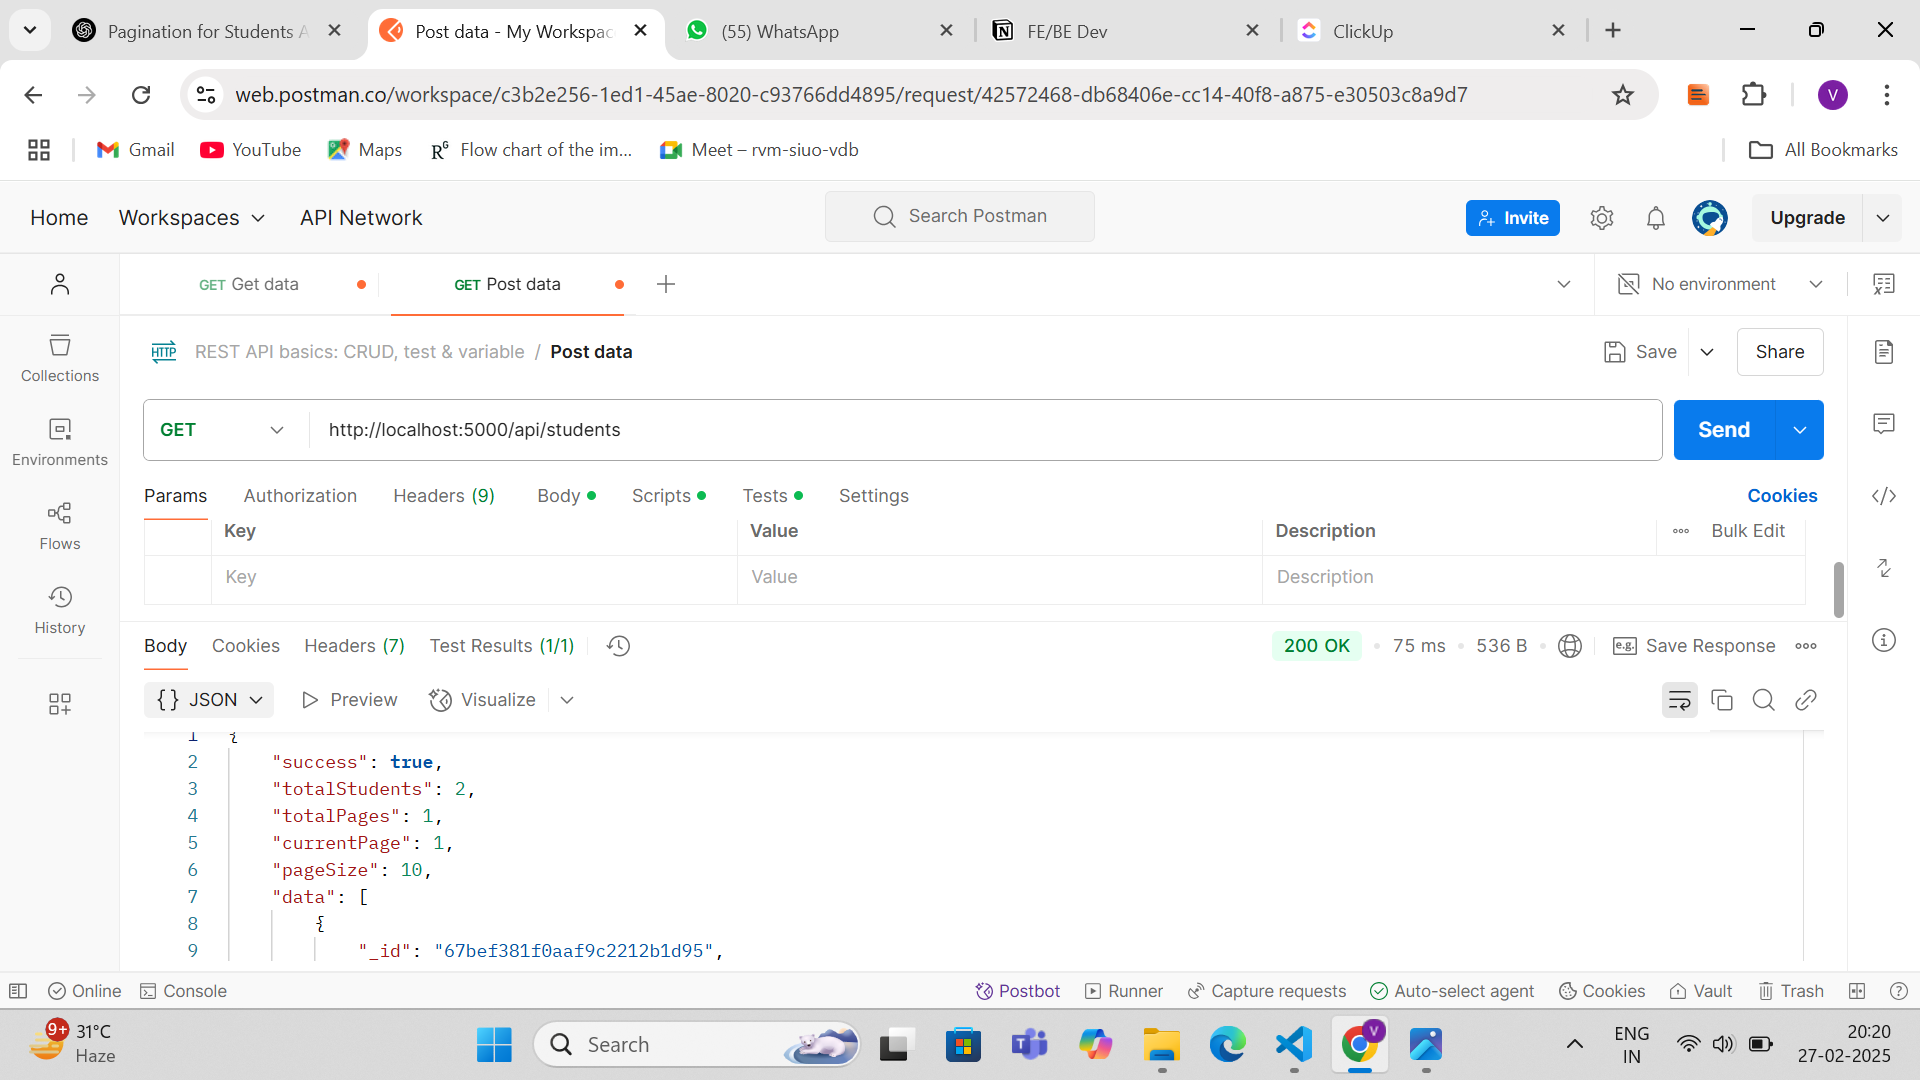 Pagination for Students A
Post data - My Workspac
(55) WhatsApp
FE/BE Dev
ClickUp
web.postman.co/workspace/c3b2e256-1ed1-45ae-8020-c93766dd4895/request/42572468-db68406e-cc14-40f8-a875-e30503c8a9d7
V
Gmail
YouTube
Maps
R^G Flow chart of the im...
Meet – rvm-siuo-vdb
All Bookmarks
Home
Workspaces
API Network
Search Postman
Invite
Upgrade
GET Get data
GET Post data
No environment
HTTP REST API basics: CRUD, test & variable / Post data
Save
Share
Collections
Environments
Flows
History
GET
http://localhost:5000/api/students
Send
Params
Authorization
Headers (9)
Body
Scripts
Tests
Settings
Cookies
Key Value Description
Bulk Edit
Key Value Description
Body
Cookies
Headers (7)
Test Results (1/1)
200 OK • 75 ms • 536 B
e.g. Save Response
{} JSON
Preview
Visualize
1 {
2 "success": true,
3 "totalStudents": 2,
4 "totalPages": 1,
5 "currentPage": 1,
6 "pageSize": 10,
7 "data": [
8 {
9 "_id": "67bef381f0aaf9c2212b1d95",
Online
Console
Postbot
Runner
Capture requests
Auto-select agent
Cookies
Vault
Trash
9+
31°C
Haze
Search
V
ENG
IN
20:20
27-02-2025